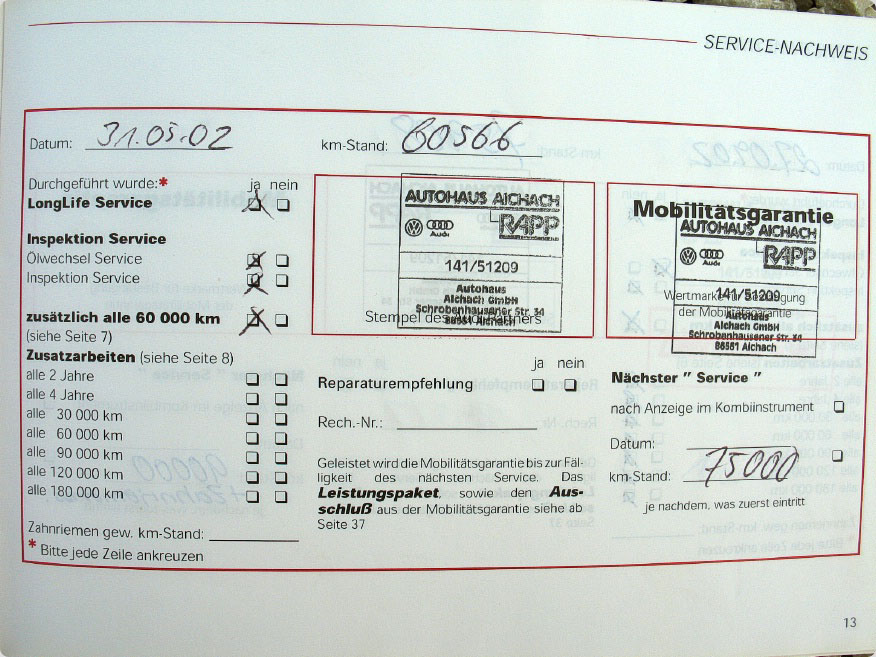 SERVICE-NACHWEIS
Datum: 31.05.02 km-Stand: 60566
Durchgeführt wurde:* ja nein
LongLife Service
Inspektion Service
Ölwechsel Service
Inspektion Service
zusätzlich alle 60 000 km
(siehe Seite 7)
Zusatzarbeiten (siehe Seite 8)
alle 2 Jahre
alle 4 Jahre
alle 30 000 km
alle 60 000 km
alle 90 000 km
alle 120 000 km
alle 180 000 km
Zahnriemen gew. km-Stand:
* Bitte jede Zeile ankreuzen
AUTOHAUS AICHACH
RAPP
Audi
141/51209
Autohaus
Aichach GmbH
Schrobenhausener Str. 34
86551 Aichach
Stempel des Partners
ja nein
Reparaturempfehlung
Rech.-Nr.:
Geleistet wird die Mobilitätsgarantie bis zur Fäl-
ligkeit des nächsten Service. Das
Leistungspaket, sowie den Aus-
schluß aus der Mobilitätsgarantie siehe ab
Seite 37
Mobilitätsgarantie
AUTOHAUS AICHACH
RAPP
Audi
141/51209
Wertmarke für
der Mobilitätsgarantie
Autohaus
Aichach GmbH
Schrobenhausener Str. 34
86551 Aichach
Nächster " Service "
nach Anzeige im Kombiinstrument
Datum:
km-Stand: 75000
je nachdem, was zuerst eintritt
13